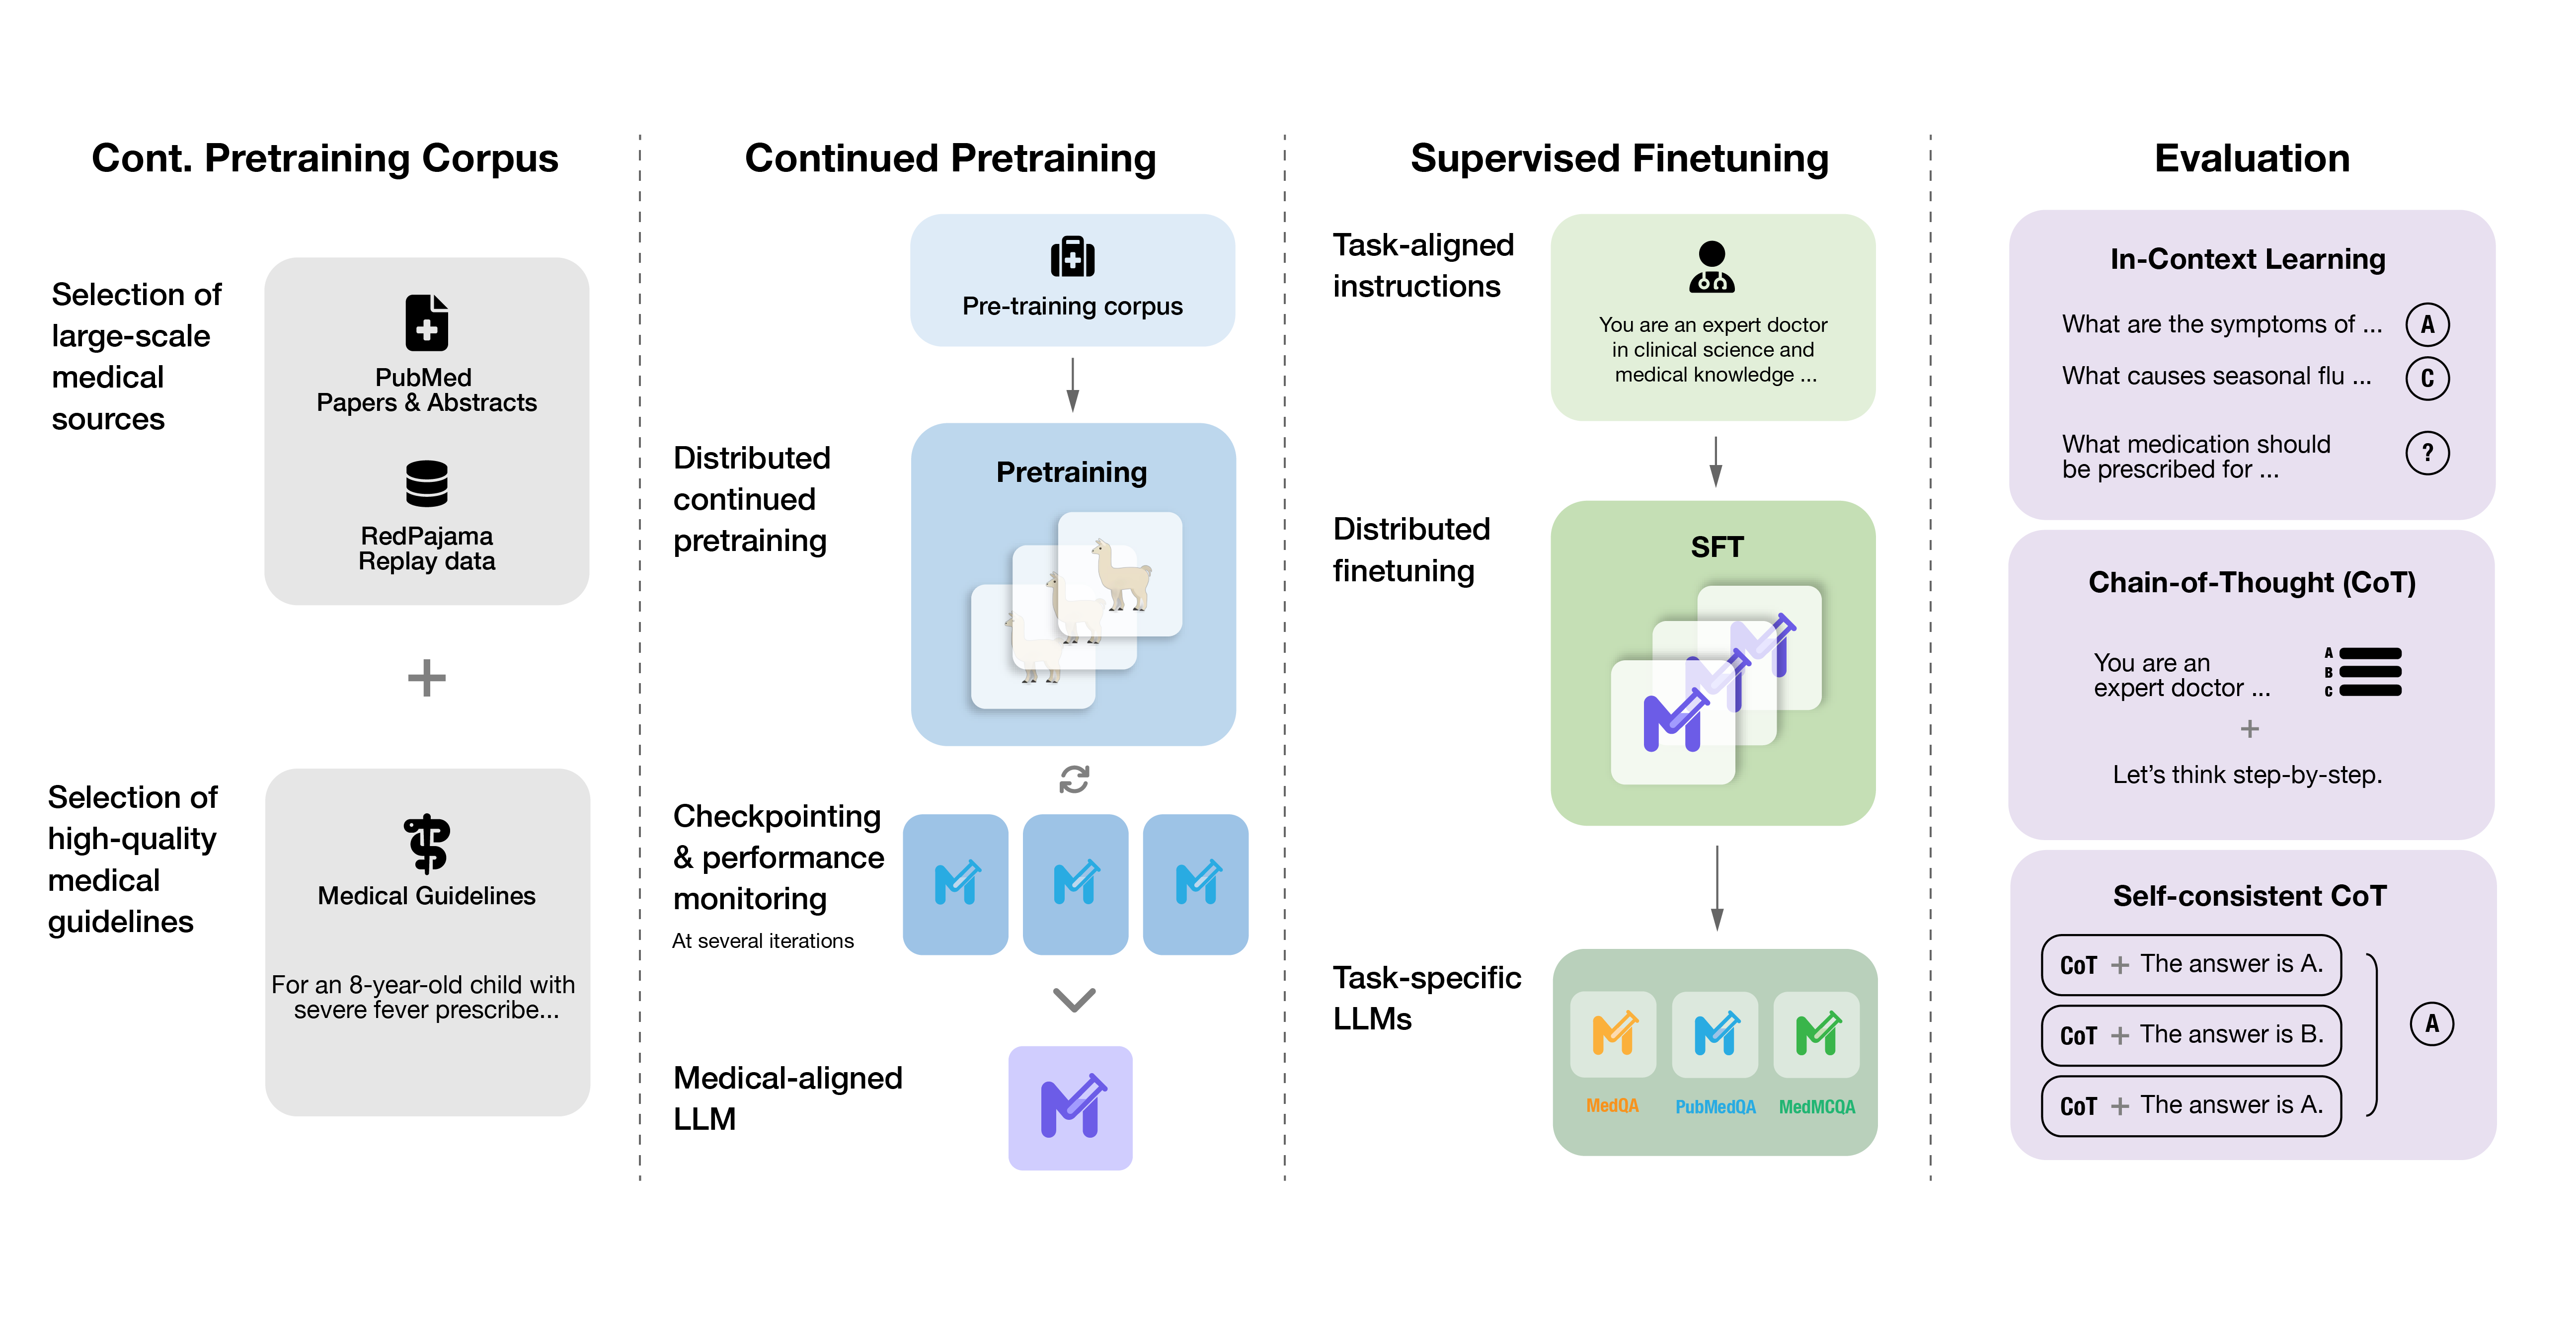 Cont. Pretraining Corpus
Selection of
large-scale
medical
sources
PubMed
Papers & Abstracts
RedPajama
Replay data
+
Selection of
high-quality
medical
guidelines
Medical Guidelines
For an 8-year-old child with
severe fever prescribe...
Continued Pretraining
Pre-training corpus
Distributed
continued
pretraining
Pretraining
Checkpointing
& performance
monitoring
At several iterations
Medical-aligned
LLM
Supervised Finetuning
Task-aligned
instructions
You are an expert doctor
in clinical science and
medical knowledge ...
Distributed
finetuning
SFT
Task-specific
LLMs
MedQA
PubMedQA
MedMCQA
Evaluation
In-Context Learning
What are the symptoms of ... A
What causes seasonal flu ... C
What medication should
be prescribed for ... ?
Chain-of-Thought (CoT)
You are an
expert doctor ...
A
B
C
+
Let's think step-by-step.
Self-consistent CoT
CoT + The answer is A.
CoT + The answer is B.
CoT + The answer is A.
A